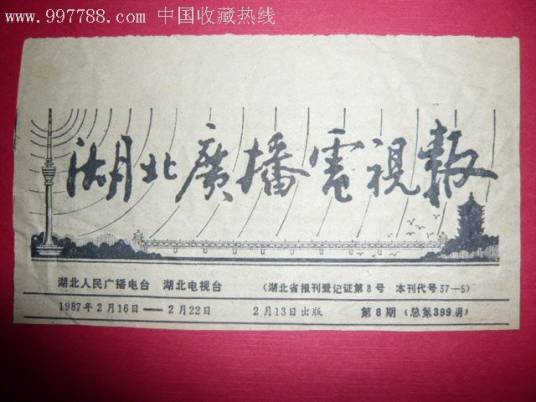 www.997788.com 中国收藏热线
湖北廣播電視報
湖北人民广播电台 湖北电视台 (湖北省报刊登记证第8号 本刊代号37—5)
1987年2月16日——2月22日 2月13日出版 第8期(总第399期)